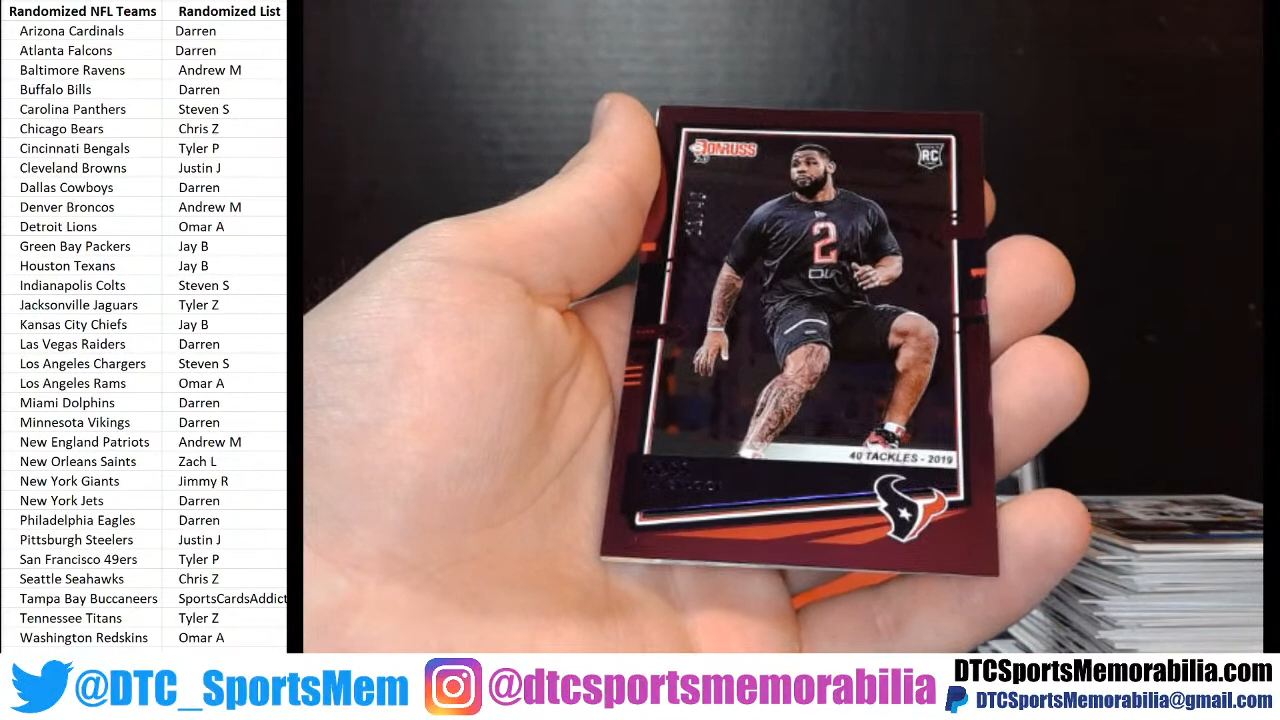 Randomized NFL Teams Randomized List
Arizona Cardinals Darren
Atlanta Falcons Darren
Baltimore Ravens Andrew M
Buffalo Bills Darren
Carolina Panthers Steven S
Chicago Bears Chris Z
Cincinnati Bengals Tyler P
Cleveland Browns Justin J
Dallas Cowboys Darren
Denver Broncos Andrew M
Detroit Lions Omar A
Green Bay Packers Jay B
Houston Texans Jay B
Indianapolis Colts Steven S
Jacksonville Jaguars Tyler Z
Kansas City Chiefs Jay B
Las Vegas Raiders Darren
Los Angeles Chargers Steven S
Los Angeles Rams Omar A
Miami Dolphins Darren
Minnesota Vikings Darren
New England Patriots Andrew M
New Orleans Saints Zach L
New York Giants Jimmy R
New York Jets Darren
Philadelphia Eagles Darren
Pittsburgh Steelers Justin J
San Francisco 49ers Tyler P
Seattle Seahawks Chris Z
Tampa Bay Buccaneers SportsCardsAddict
Tennessee Titans Tyler Z
Washington Redskins Omar A
DONRUSS
RC
2
DL
40 TACKLES - 2019
@DTC_SportsMem
@dtcsportsmemorabilia
DTCSportsMemorabilia.com
DTCSportsMemorabilia@gmail.com